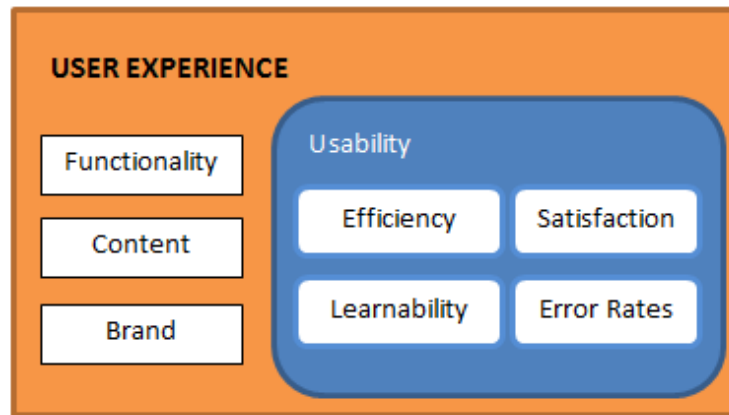 USER EXPERIENCE
Functionality
Content
Brand
Usability
Efficiency
Satisfaction
Learnability
Error Rates